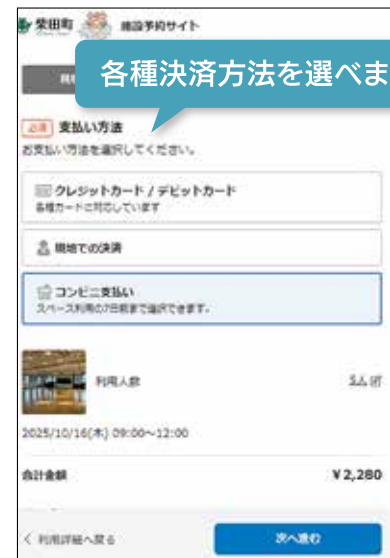 柴田町 施設予約サイト
各種決済方法を選べま
必須 支払い方法
お支払い方法を選択してください。
クレジットカード / デビットカード
各種カードに対応しています
現地での決済
コンビニ支払い
スペース利用の7日前まで選択できます。
利用人数
2025/10/16(木) 09:00~12:00
合計金額 ¥2,280
< 利用詳細へ戻る 次へ進む